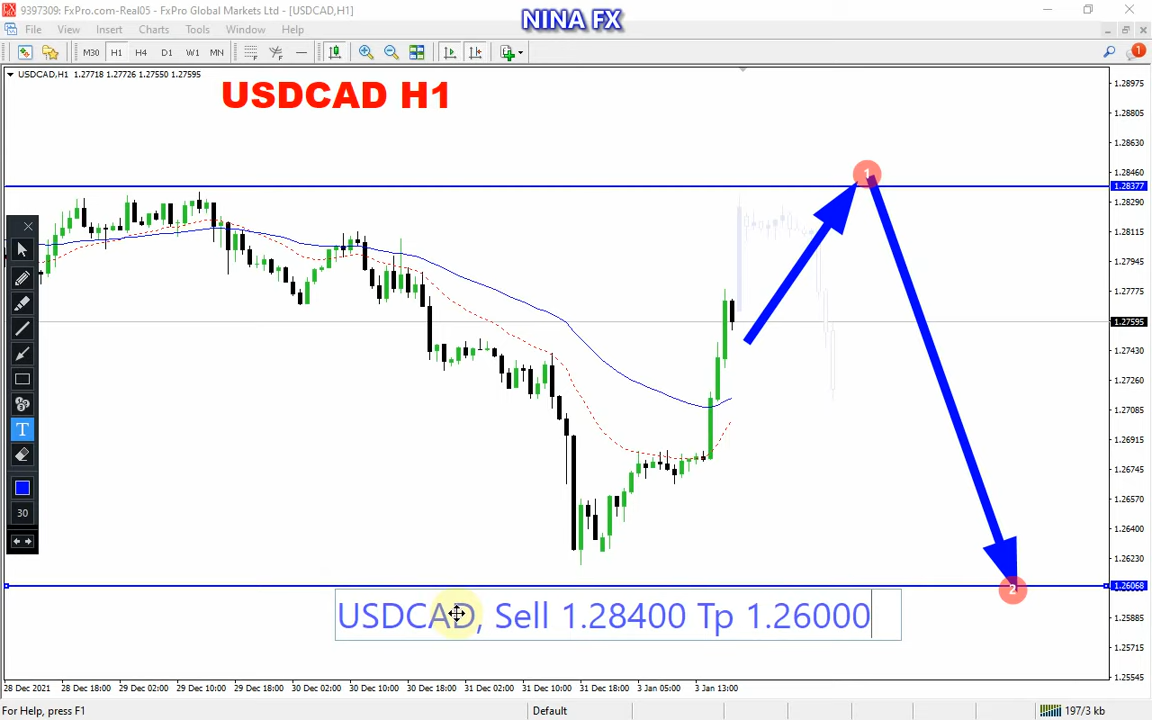 9397309: FxPro.com-Real05 - FxPro Global Markets Ltd - [USDCAD,H1]
NINA FX
File View Insert Charts Tools Window Help
M30 H1 H4 D1 W1 MN
1
USDCAD,H1 1.27718 1.27726 1.27550 1.27595
USDCAD H1
1.28975
1.28805
1.28630
1.28460
1.28377
1.28290
1.28115
1.27945
1.27775
1.27595
1.27430
1.27260
1.27085
1.26915
1.26745
1.26570
1.26400
1.26230
1.26068
1.25885
1.25715
1.25545
1
2
T
30
USDCAD, Sell 1.28400 Tp 1.26000
28 Dec 2021 28 Dec 18:00 29 Dec 02:00 29 Dec 10:00 29 Dec 18:00 30 Dec 02:00 30 Dec 10:00 30 Dec 18:00 31 Dec 02:00 31 Dec 10:00 31 Dec 18:00 3 Jan 05:00 3 Jan 13:00
For Help, press F1 Default 197/3 kb